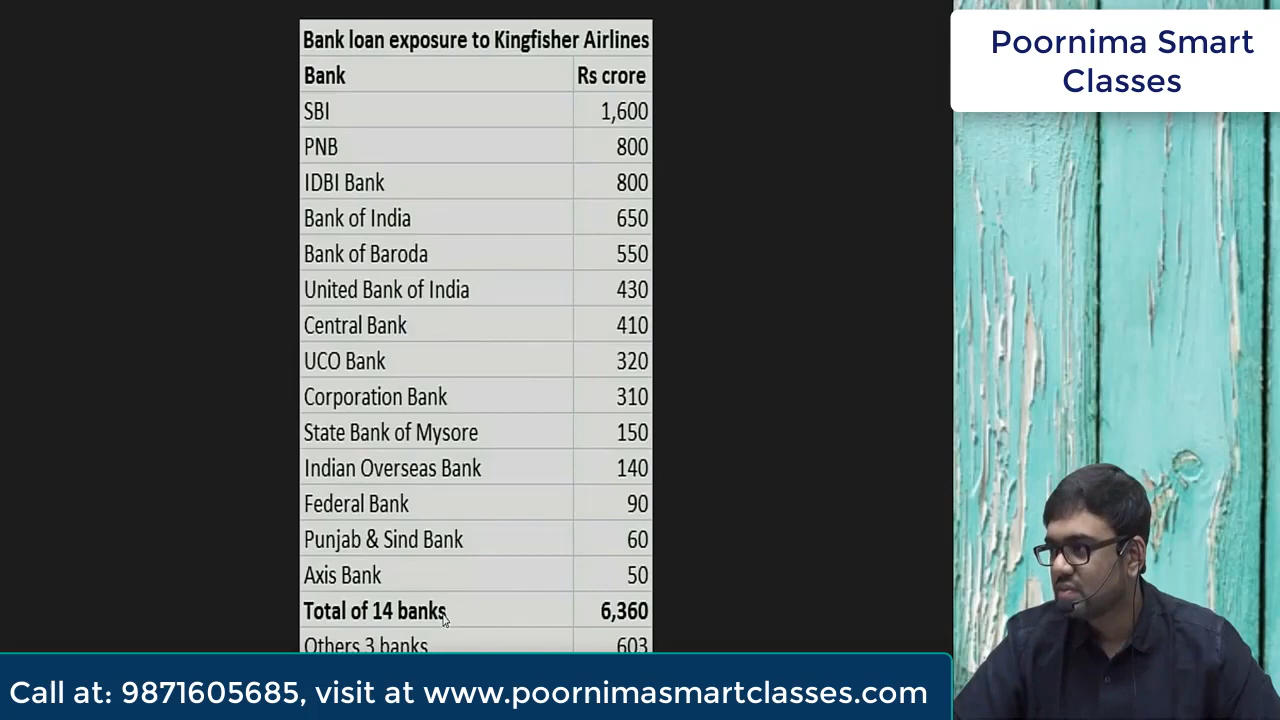 Bank loan exposure to Kingfisher Airlines
Bank Rs crore
SBI 1,600
PNB 800
IDBI Bank 800
Bank of India 650
Bank of Baroda 550
United Bank of India 430
Central Bank 410
UCO Bank 320
Corporation Bank 310
State Bank of Mysore 150
Indian Overseas Bank 140
Federal Bank 90
Punjab & Sind Bank 60
Axis Bank 50
Total of 14 banks 6,360
Others 3 banks 603
Poornima Smart
Classes
Call at: 9871605685, visit at www.poornimasmartclasses.com